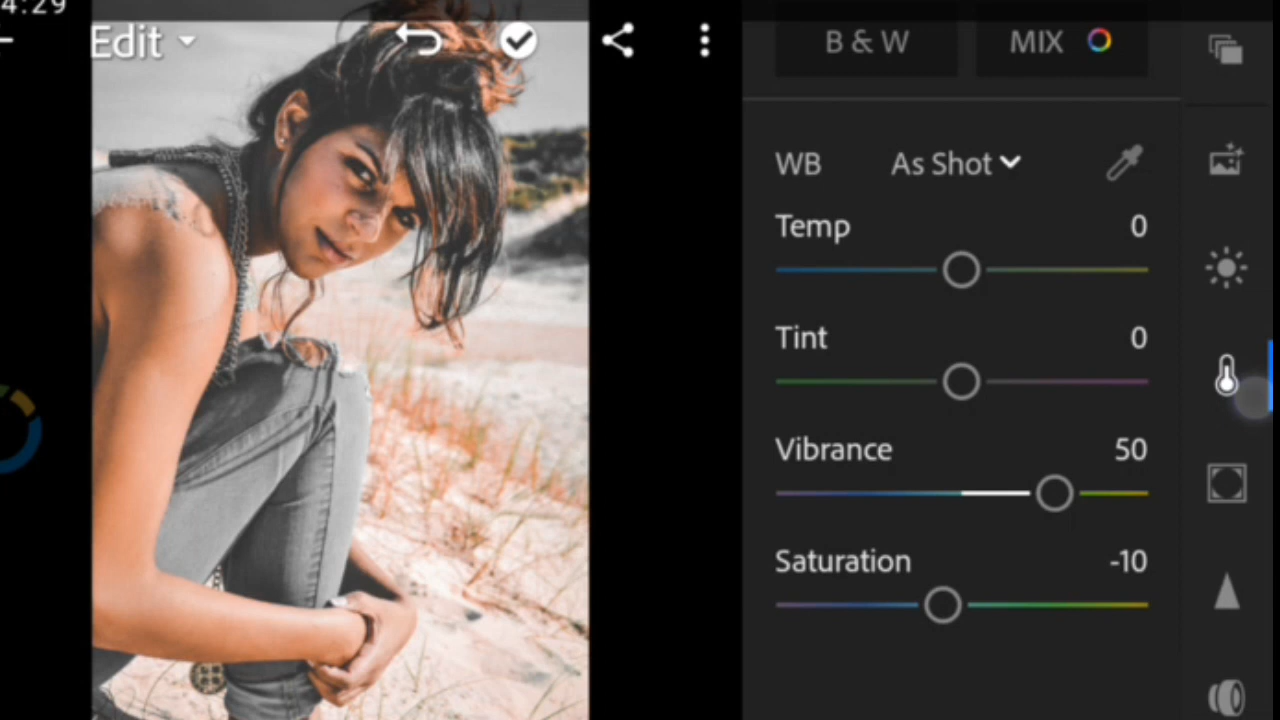 4:29
Edit
B & W MIX
WB As Shot
Temp 0
Tint 0
Vibrance 50
Saturation -10